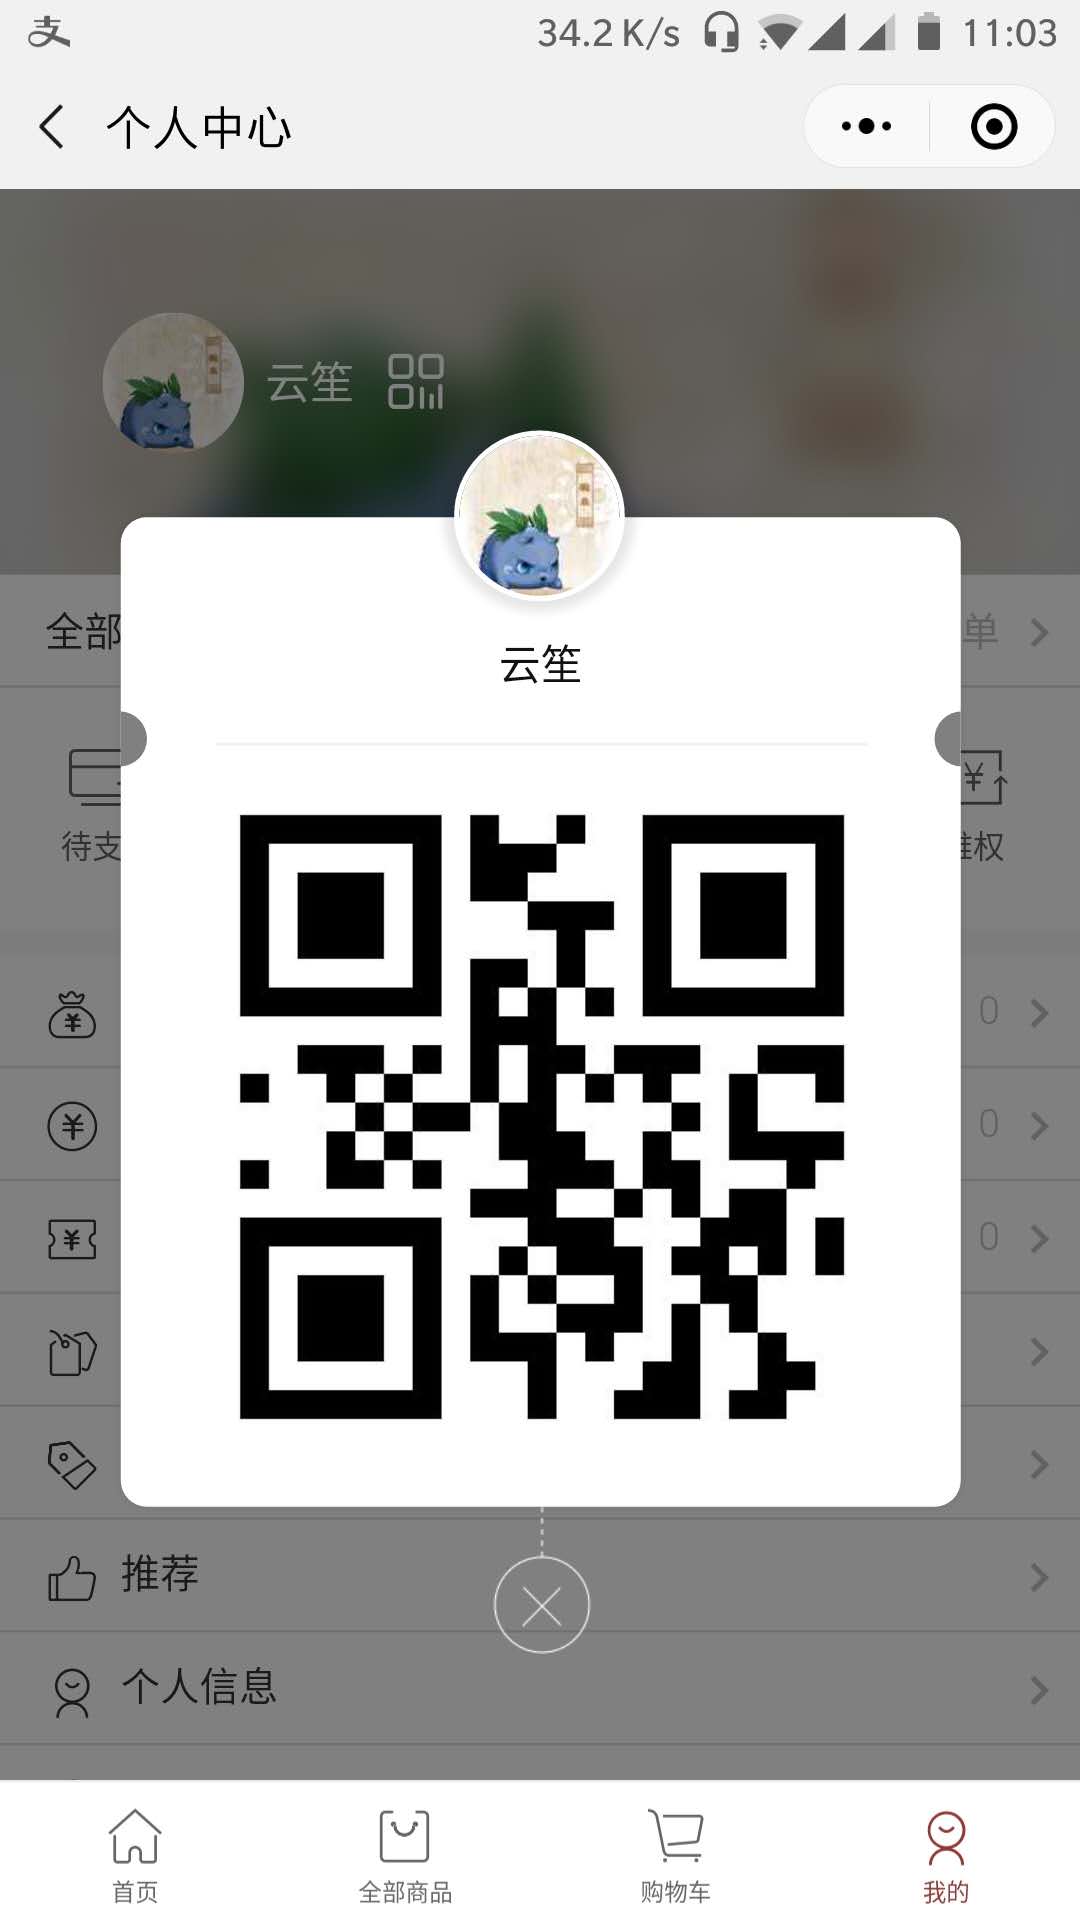 34.2 K/s 11:03
个人中心
云笙
云笙
全部 单
待支 维权
¥ 0
¥ 0
¥ 0
推荐
个人信息
首页 全部商品 购物车 我的